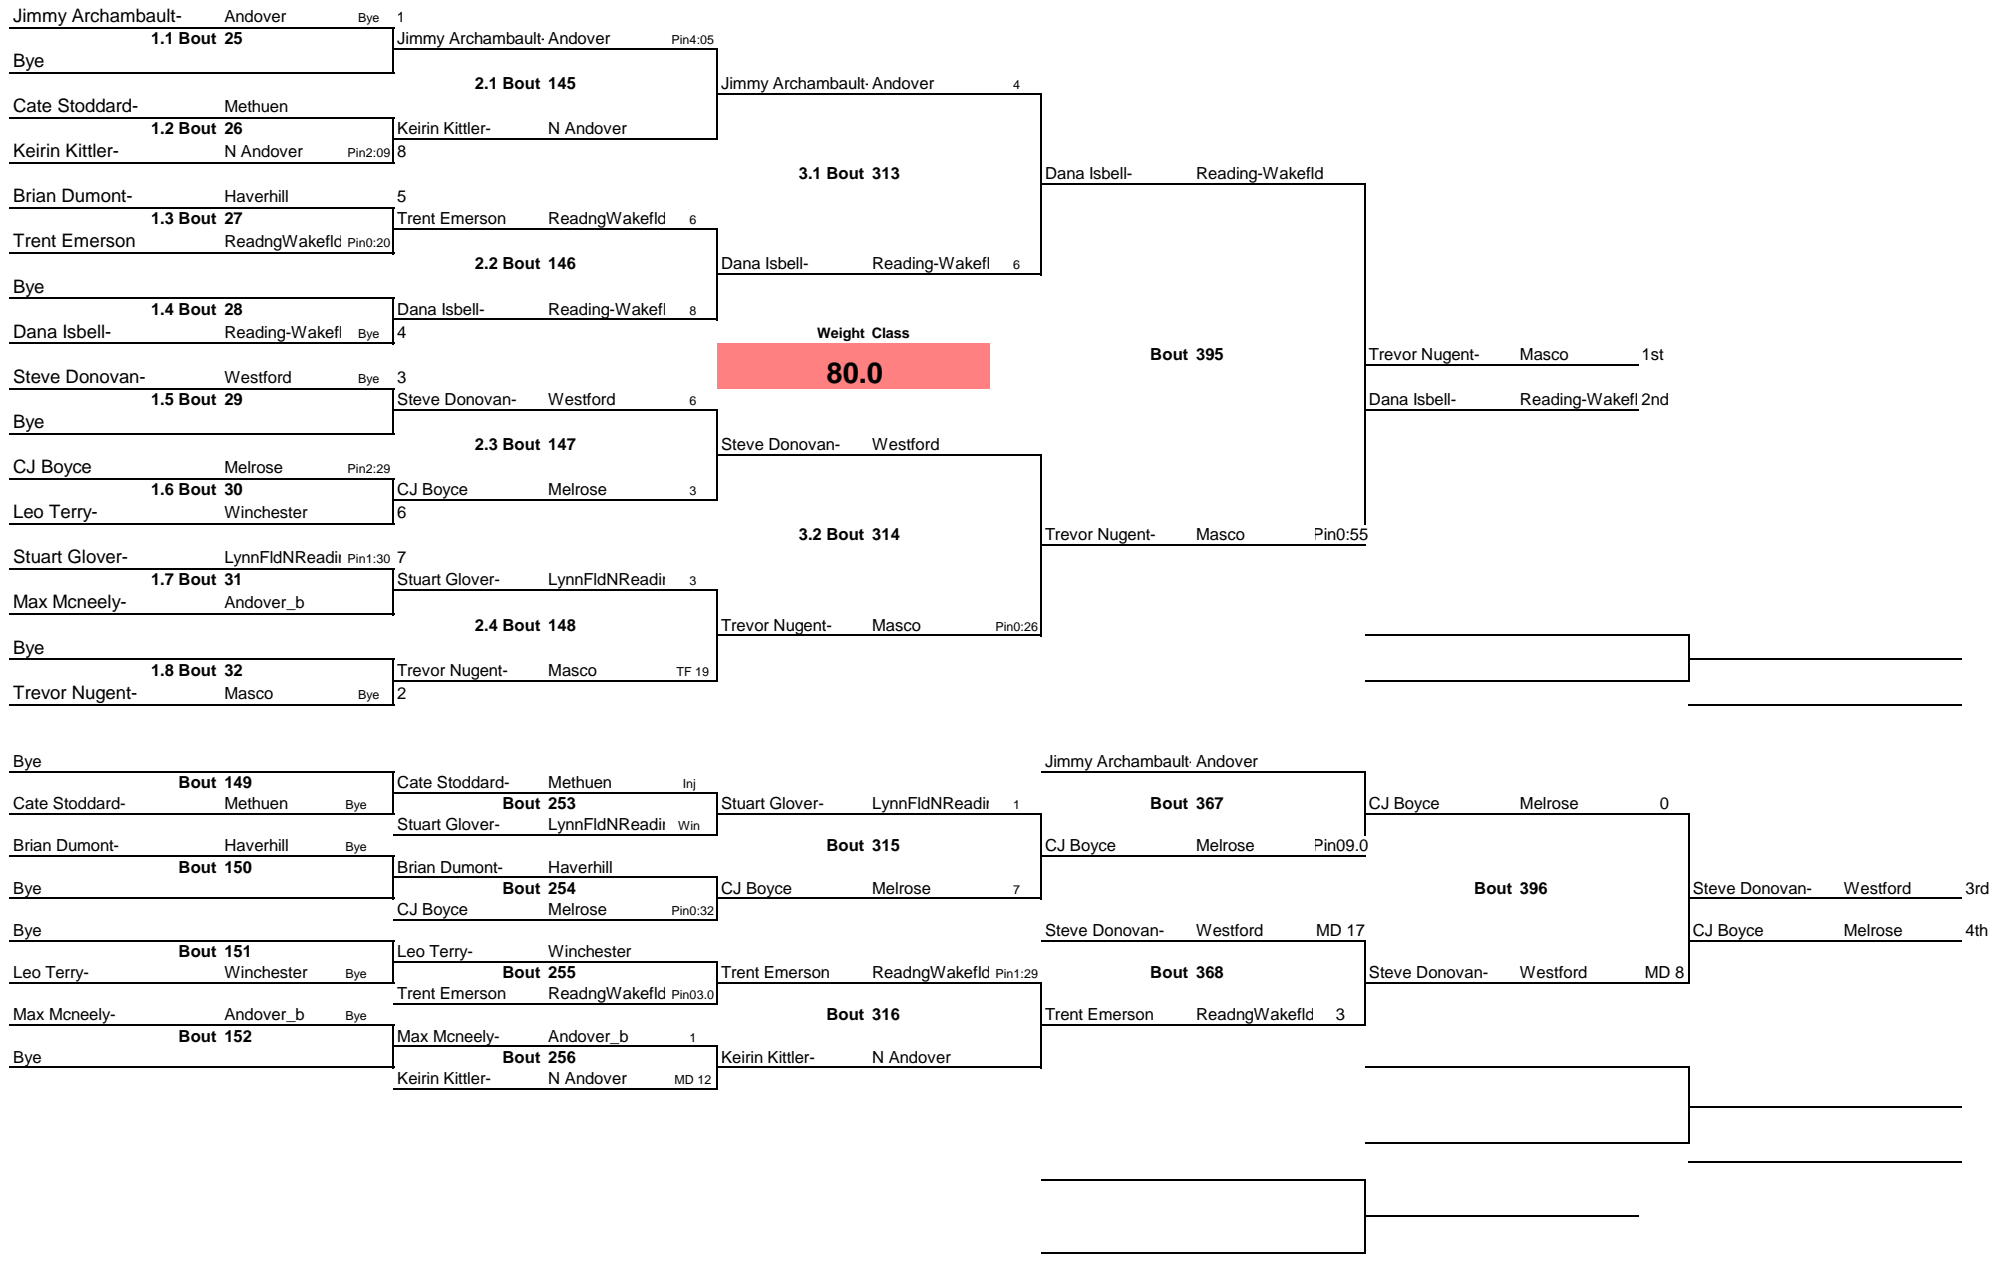 Jimmy Archambault- Andover Bye 1
1.1 Bout 25
Jimmy Archambault- Andover Pin4:05
Bye
2.1 Bout 145
Jimmy Archambault- Andover 4
Cate Stoddard- Methuen
1.2 Bout 26
Keirin Kittler- N Andover
Keirin Kittler- N Andover Pin2:09 8
3.1 Bout 313
Dana Isbell- Reading-Wakefld
Brian Dumont- Haverhill 5
1.3 Bout 27
Trent Emerson ReadngWakefld 6
Trent Emerson ReadngWakefld Pin0:20
2.2 Bout 146
Dana Isbell- Reading-Wakefl 6
Bye
1.4 Bout 28
Dana Isbell- Reading-Wakefl 8
Dana Isbell- Reading-Wakefl Bye 4
Weight Class
Bout 395
Trevor Nugent- Masco 1st
80.0
Steve Donovan- Westford Bye 3
1.5 Bout 29
Steve Donovan- Westford 6
Dana Isbell- Reading-Wakefl 2nd
Bye
2.3 Bout 147
Steve Donovan- Westford
CJ Boyce Melrose Pin2:29
1.6 Bout 30
CJ Boyce Melrose 3
Leo Terry- Winchester 6
3.2 Bout 314
Trevor Nugent- Masco Pin0:55
Stuart Glover- LynnFldNReadii Pin1:30 7
1.7 Bout 31
Stuart Glover- LynnFldNReadii 3
Max Mcneely- Andover_b
2.4 Bout 148
Trevor Nugent- Masco Pin0:26
Bye
1.8 Bout 32
Trevor Nugent- Masco TF 19
Trevor Nugent- Masco Bye 2
Bye
Jimmy Archambault- Andover
Bout 149
Cate Stoddard- Methuen Inj
Cate Stoddard- Methuen Bye
Bout 253
Stuart Glover- LynnFldNReadii 1
Bout 367
CJ Boyce Melrose 0
Stuart Glover- LynnFldNReadii Win
Brian Dumont- Haverhill Bye
Bout 315
CJ Boyce Melrose Pin09.0
Bout 150
Brian Dumont- Haverhill
Bye
Bout 254
CJ Boyce Melrose 7
Bout 396
Steve Donovan- Westford 3rd
CJ Boyce Melrose Pin0:32
Bye
Steve Donovan- Westford MD 17
CJ Boyce Melrose 4th
Bout 151
Leo Terry- Winchester
Leo Terry- Winchester Bye
Bout 255
Trent Emerson ReadngWakefld Pin1:29
Bout 368
Steve Donovan- Westford MD 8
Trent Emerson ReadngWakefld Pin03.0
Max Mcneely- Andover_b Bye
Bout 316
Trent Emerson ReadngWakefld 3
Bout 152
Max Mcneely- Andover_b 1
Bye
Bout 256
Keirin Kittler- N Andover
Keirin Kittler- N Andover MD 12